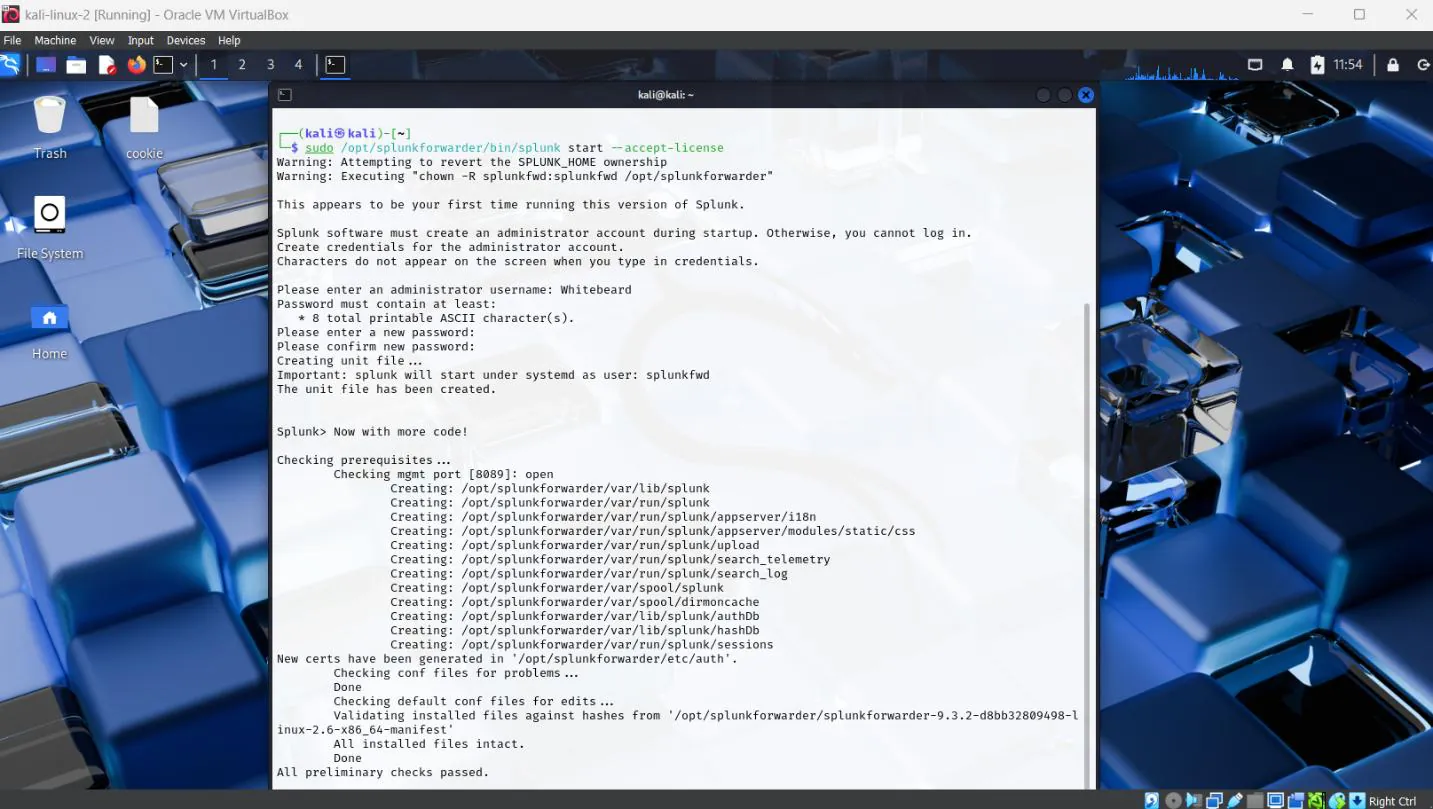 kali-linux-2 [Running] - Oracle VM VirtualBox
File Machine View Input Devices Help
1 2 3 4 11:54
kali@kali: ~
Trash
cookie
File System
Home
┌──(kali㉿kali)-[~]
└─$ sudo /opt/splunkforwarder/bin/splunk start --accept-license
Warning: Attempting to revert the SPLUNK_HOME ownership
Warning: Executing "chown -R splunkfwd:splunkfwd /opt/splunkforwarder"
This appears to be your first time running this version of Splunk.
Splunk software must create an administrator account during startup. Otherwise, you cannot log in.
Create credentials for the administrator account.
Characters do not appear on the screen when you type in credentials.
Please enter an administrator username: Whitebeard
Password must contain at least:
* 8 total printable ASCII character(s).
Please enter a new password:
Please confirm new password:
Creating unit file...
Important: splunk will start under systemd as user: splunkfwd
The unit file has been created.
Splunk> Now with more code!
Checking prerequisites...
Checking mgmt port [8089]: open
Creating: /opt/splunkforwarder/var/lib/splunk
Creating: /opt/splunkforwarder/var/run/splunk
Creating: /opt/splunkforwarder/var/run/splunk/appserver/i18n
Creating: /opt/splunkforwarder/var/run/splunk/appserver/modules/static/css
Creating: /opt/splunkforwarder/var/run/splunk/upload
Creating: /opt/splunkforwarder/var/run/splunk/search_telemetry
Creating: /opt/splunkforwarder/var/run/splunk/search_log
Creating: /opt/splunkforwarder/var/spool/splunk
Creating: /opt/splunkforwarder/var/spool/dirmoncache
Creating: /opt/splunkforwarder/var/lib/splunk/authDb
Creating: /opt/splunkforwarder/var/lib/splunk/hashDb
Creating: /opt/splunkforwarder/var/run/splunk/sessions
New certs have been generated in '/opt/splunkforwarder/etc/auth'.
Checking conf files for problems...
Done
Checking default conf files for edits...
Validating installed files against hashes from '/opt/splunkforwarder/splunkforwarder-9.3.2-d8bb32809498-l
inux-2.6-x86_64-manifest'
All installed files intact.
Done
All preliminary checks passed.
Right Ctrl